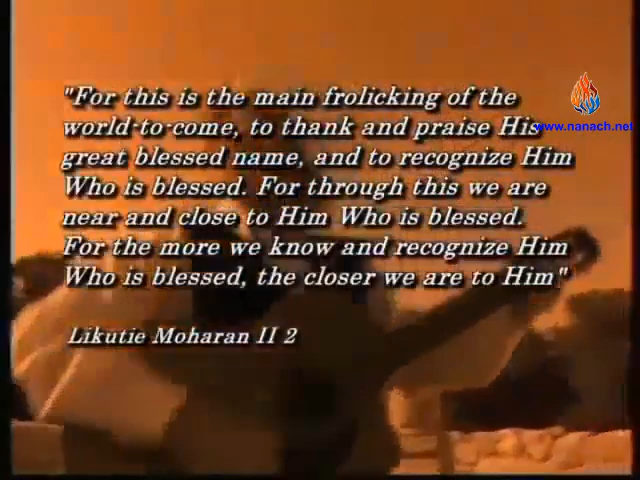 "For this is the main frolicking of the
world-to-come, to thank and praise His
great blessed name, and to recognize Him
Who is blessed. For through this we are
near and close to Him Who is blessed.
For the more we know and recognize Him
Who is blessed, the closer we are to Him"
Likutie Moharan II 2
www.nanach.net